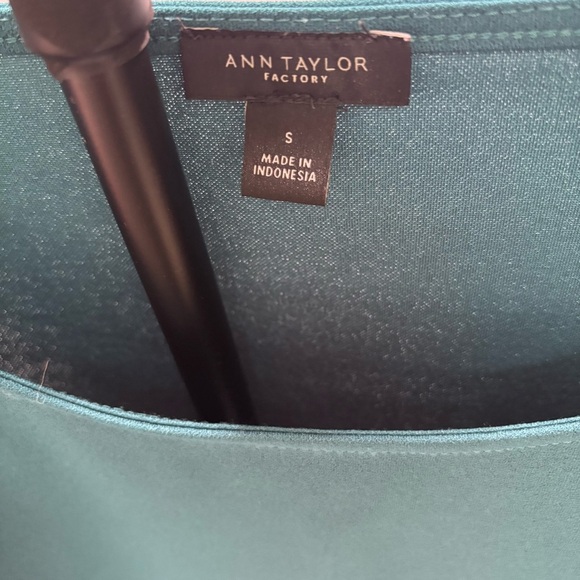 ANN TAYLOR
FACTORY
S
MADE IN
INDONESIA